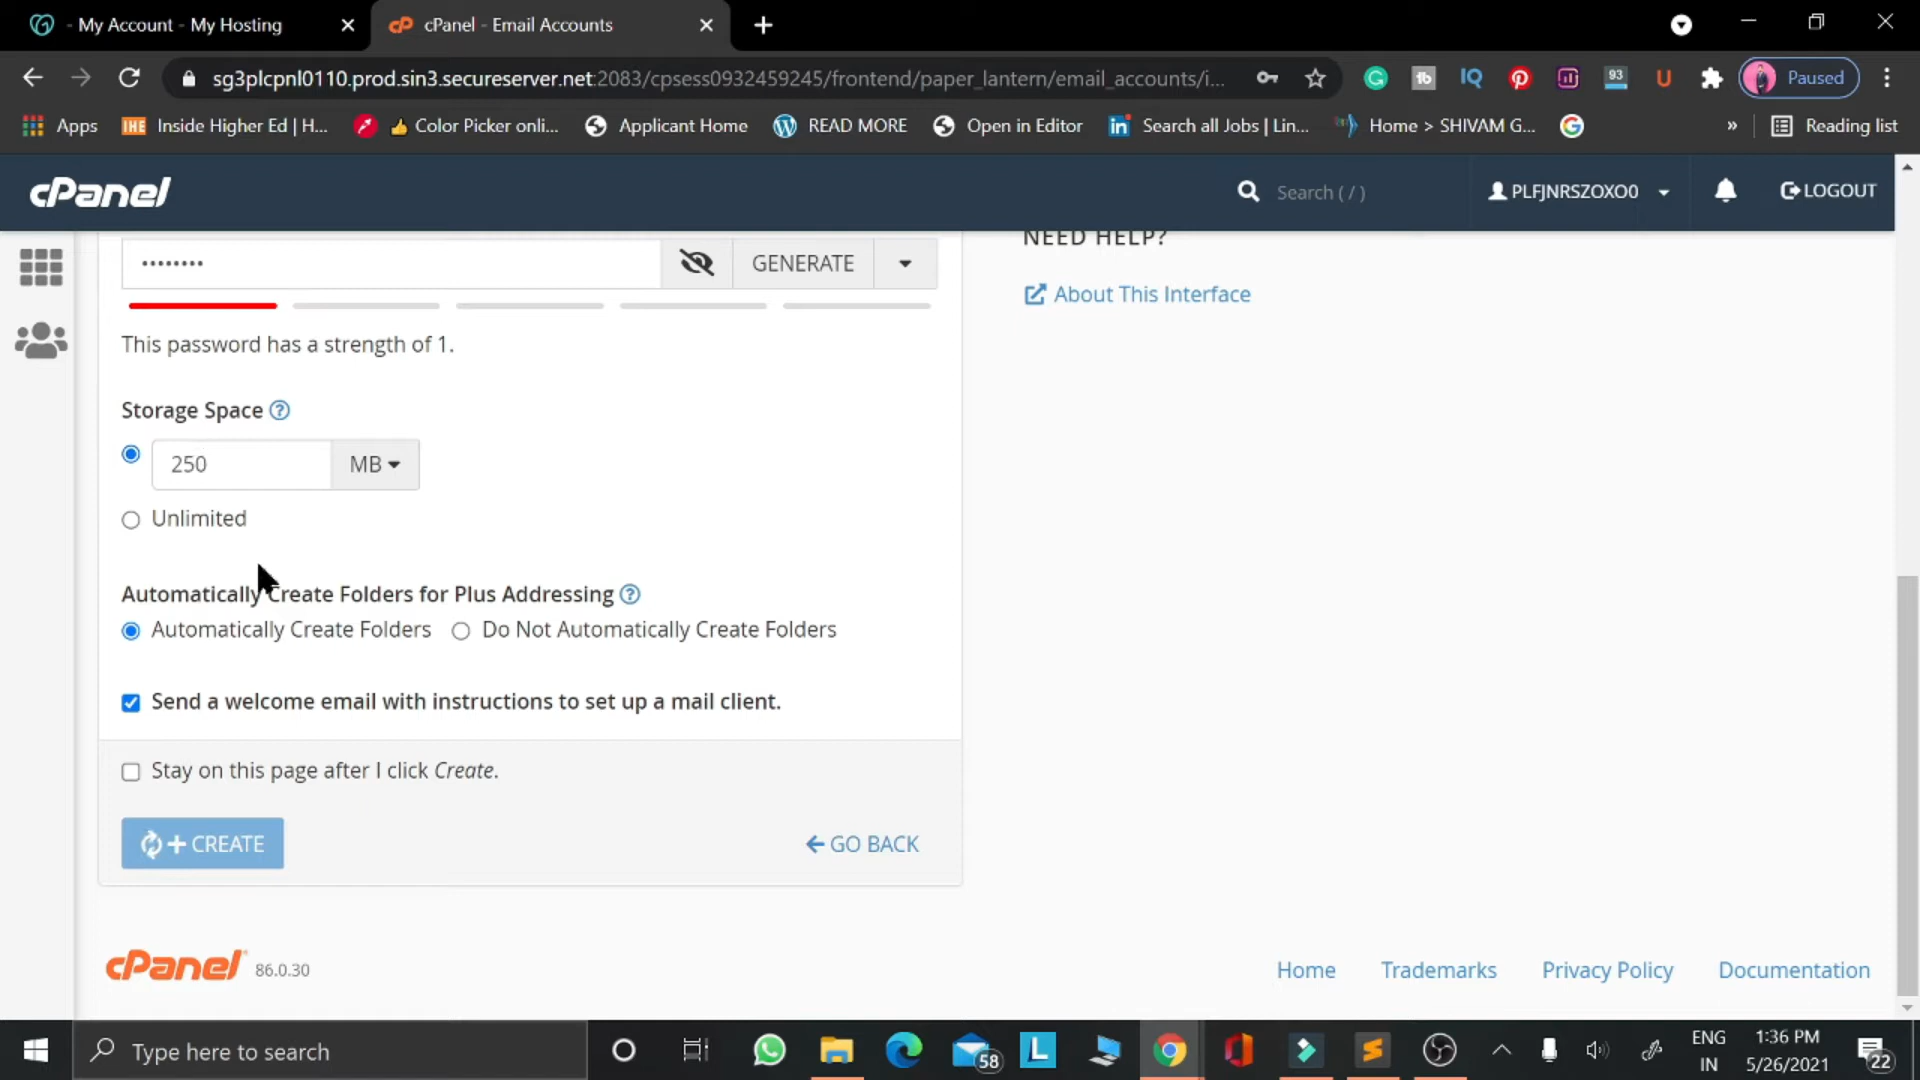 - My Account - My Hosting
cPanel - Email Accounts
sg3plcpnl0110.prod.sin3.secureserver.net:2083/cpsess0932459245/frontend/paper_lantern/email_accounts/i...
93
Paused
Apps
IHE Inside Higher Ed | H...
Color Picker onli...
Applicant Home
READ MORE
Open in Editor
Search all Jobs | Lin...
Home > SHIVAM G...
»
Reading list
cPanel
Search ( / )
PLFJNRSZOXO0
LOGOUT
NEED HELP?
About This Interface
••••••••
GENERATE
This password has a strength of 1.
Storage Space
250
MB
Unlimited
Automatically Create Folders for Plus Addressing
Automatically Create Folders
Do Not Automatically Create Folders
Send a welcome email with instructions to set up a mail client.
Stay on this page after I click Create.
+ CREATE
GO BACK
cPanel 86.0.30
Home
Trademarks
Privacy Policy
Documentation
Type here to search
58
L
ENG
IN
1:36 PM
5/26/2021
22